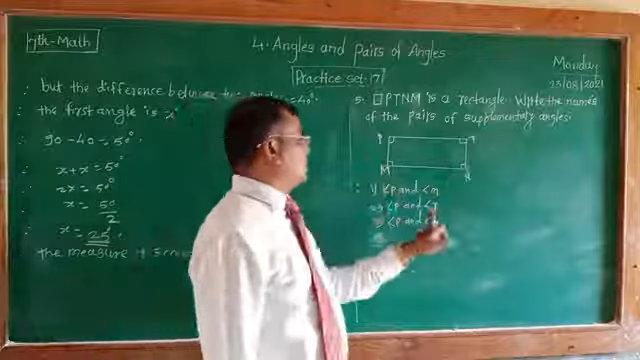 7th-Math
4. Angles and Pairs of Angles
Practice set 17
Monday
23/08/2021
∴ but the difference between
∴ the first angle is x°
∴ 90-40=50°
∴ x+x=50°
∴ 2x=50°
∴ x=50/2
∴ x=25°.
the measure of
5. □PTNM is a rectangle. Write the names
of the pairs of supplementary angles.
P T
M N
1) <p and <m
<p and <T
<p and